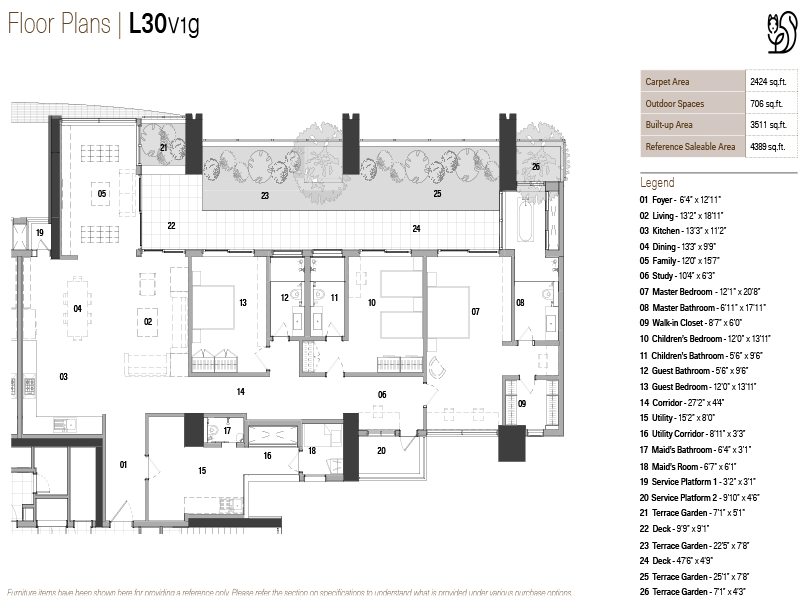 Floor Plans | L30V1g
Carpet Area 2424 sq.ft.
Outdoor Spaces 706 sq.ft.
Built-up Area 3511 sq.ft.
Reference Saleable Area 4389 sq.ft.
Legend
01 Foyer - 6'4" x 12'11"
02 Living - 13'2" x 18'11"
03 Kitchen - 13'3" x 11'2"
04 Dining - 13'3" x 9'9"
05 Family - 12'0" x 15'7"
06 Study - 10'4" x 6'3"
07 Master Bedroom - 12'1" x 20'8"
08 Master Bathroom - 6'11" x 17'11"
09 Walk-in Closet - 8'7" x 6'0"
10 Children's Bedroom - 12'0" x 13'11"
11 Children's Bathroom - 5'6" x 9'6"
12 Guest Bathroom - 5'6" x 9'6"
13 Guest Bedroom - 12'0" x 13'11"
14 Corridor - 27'2" x 4'4"
15 Utility - 15'2" x 8'0"
16 Utility Corridor - 8'11" x 3'3"
17 Maid's Bathroom - 6'4" x 3'1"
18 Maid's Room - 6'7" x 6'1"
19 Service Platform 1 - 3'2" x 3'1"
20 Service Platform 2 - 9'10" x 4'6"
21 Terrace Garden - 7'1" x 5'1"
22 Deck - 9'9" x 9'1"
23 Terrace Garden - 22'5" x 7'8"
24 Deck - 47'6" x 4'9"
25 Terrace Garden - 25'1" x 7'8"
26 Terrace Garden - 7'1" x 4'3"
21
26
05
23
25
22
24
19
04
02
13
12
11
10
07
08
03
14
06
09
17
01
15
16
18
20
Furniture items have been shown here for providing a reference only. Please refer the section on specifications to understand what is provided under various purchase options.